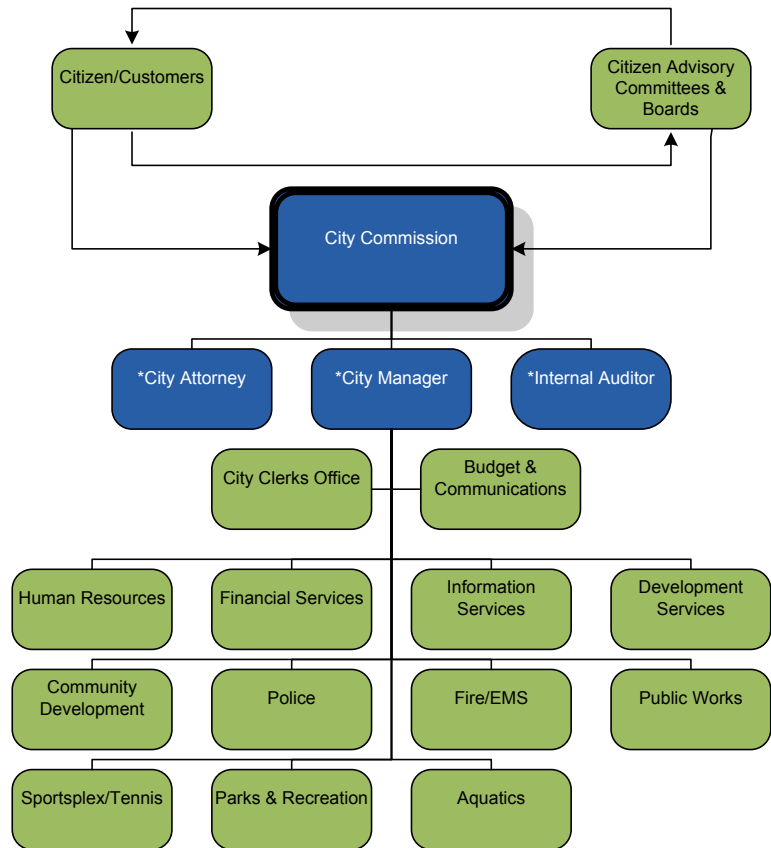 Citizen/Customers
Citizen Advisory
Committees &
Boards
City Commission
*City Attorney
*City Manager
*Internal Auditor
City Clerks Office
Budget &
Communications
Human Resources
Financial Services
Information
Services
Development
Services
Community
Development
Police
Fire/EMS
Public Works
Sportsplex/Tennis
Parks & Recreation
Aquatics